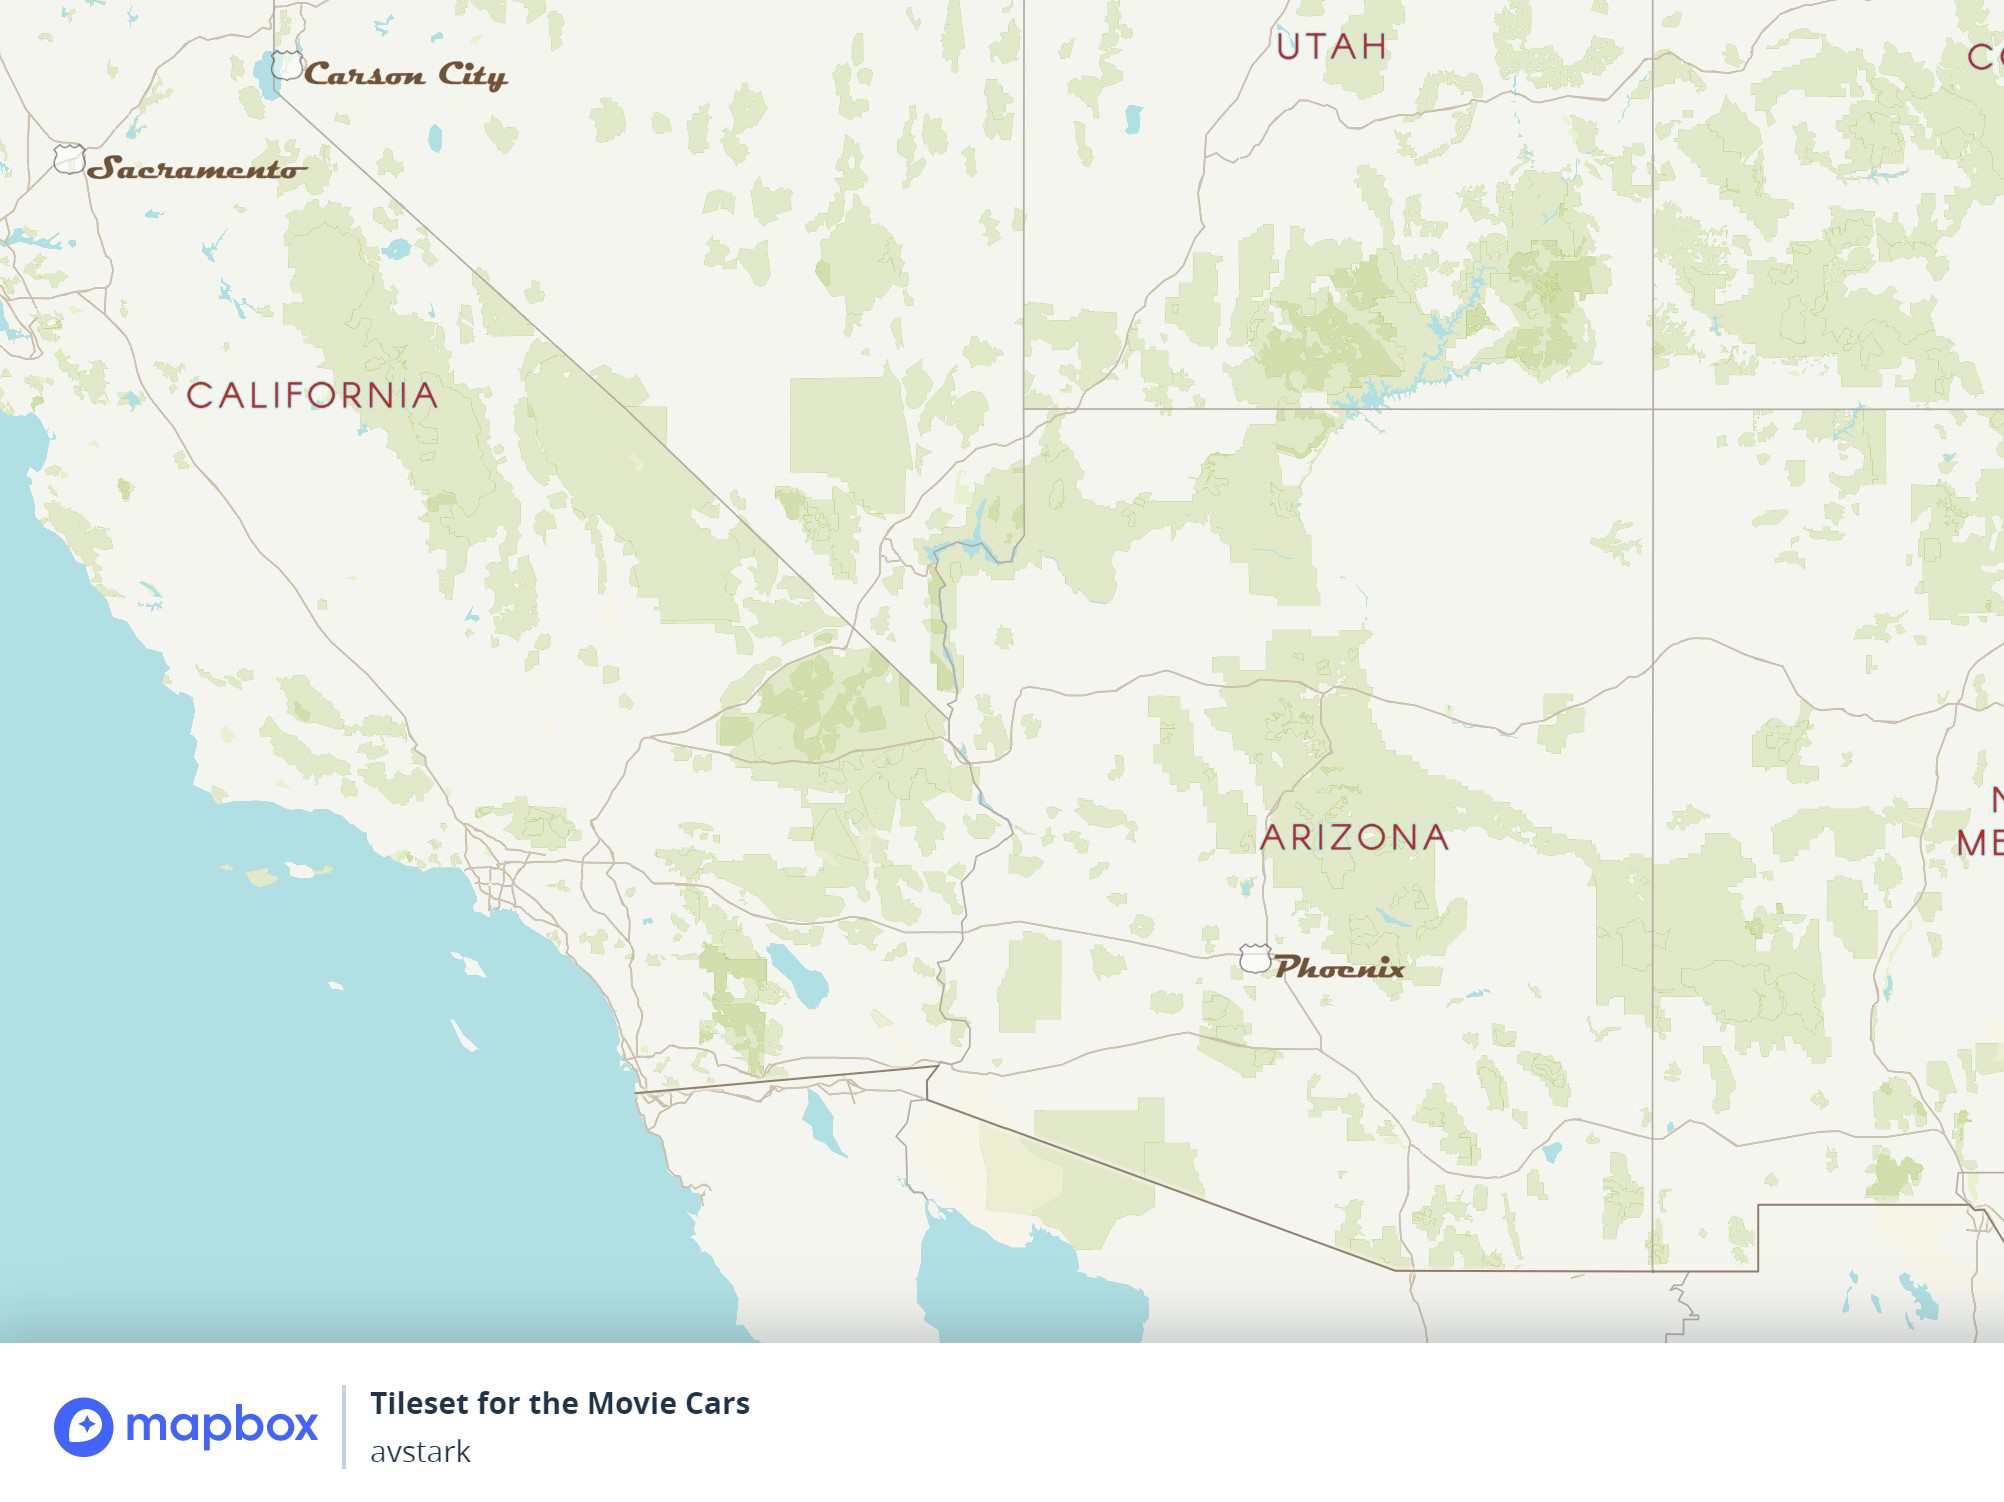 UTAH
CO
Carson City
Sacramento
CALIFORNIA
N
ME
ARIZONA
Phoenix
mapbox
Tileset for the Movie Cars
avstark